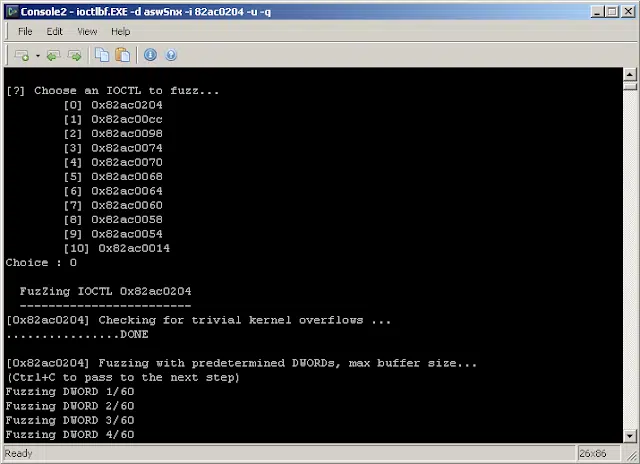 Console2 - ioctlbf.EXE -d aswSnx -i 82ac0204 -u -q
File Edit View Help
[?] Choose an IOCTL to fuzz...
[0] 0x82ac0204
[1] 0x82ac00cc
[2] 0x82ac0098
[3] 0x82ac0074
[4] 0x82ac0070
[5] 0x82ac0068
[6] 0x82ac0064
[7] 0x82ac0060
[8] 0x82ac0058
[9] 0x82ac0054
[10] 0x82ac0014
Choice : 0
FuzZing IOCTL 0x82ac0204
------------------------
[0x82ac0204] Checking for trivial kernel overflows ...
................DONE
[0x82ac0204] Fuzzing with predetermined DWORDs, max buffer size...
(Ctrl+C to pass to the next step)
Fuzzing DWORD 1/60
Fuzzing DWORD 2/60
Fuzzing DWORD 3/60
Fuzzing DWORD 4/60
Ready 26x86